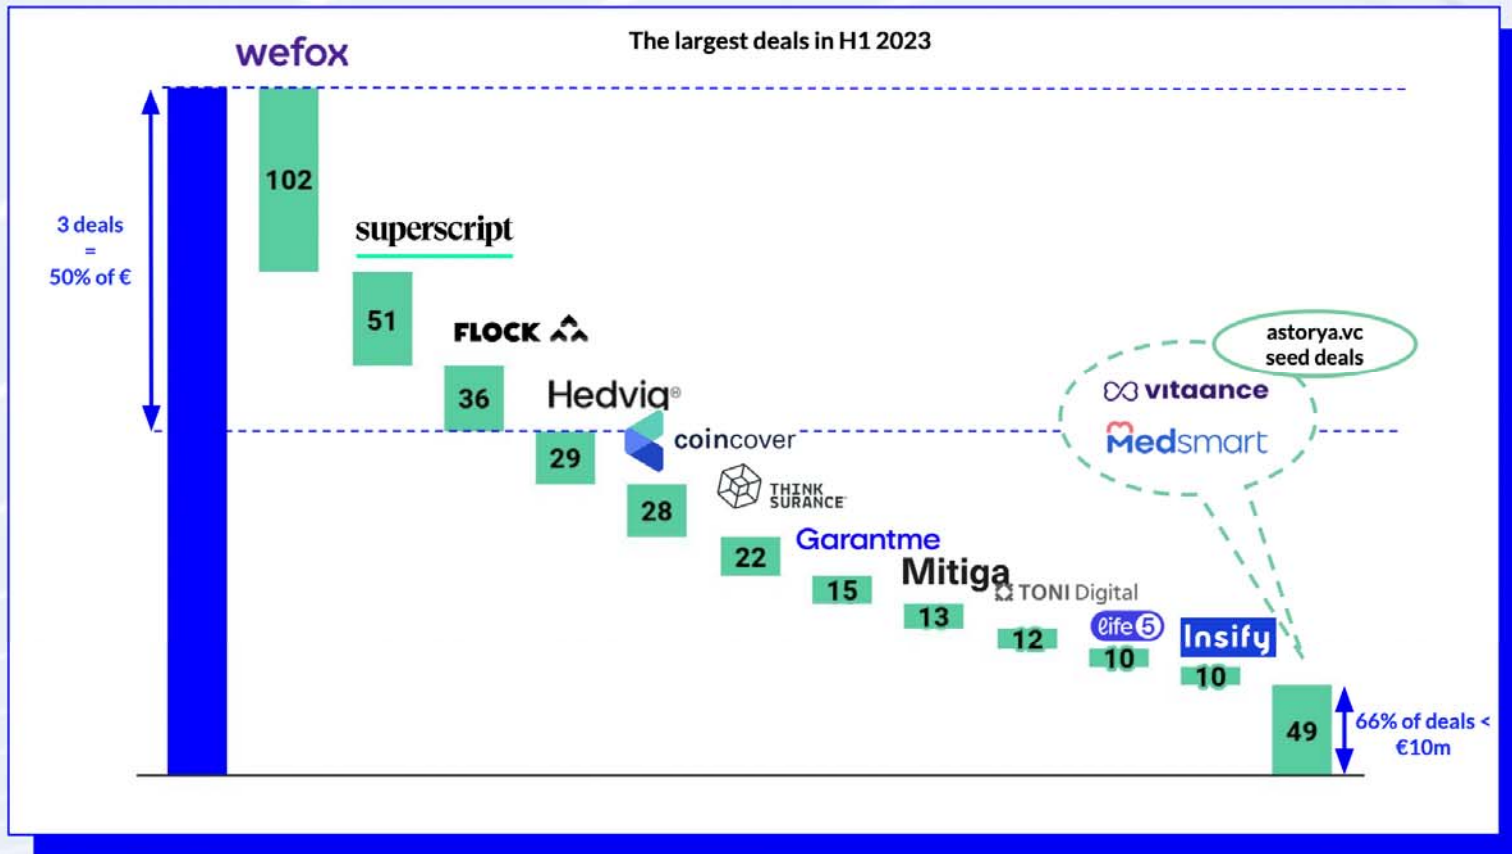 The largest deals in H1 2023
wefox
102
3 deals
=
50% of €
superscript
51
FLOCK
36
Hedvig®
29
coincover
28
THINK
SURANCE
22
Garantme
15
Mitiga
13
TONI Digital
12
life 5
10
Insify
10
astorya.vc
seed deals
vitaance
Medsmart
49
66% of deals <
€10m